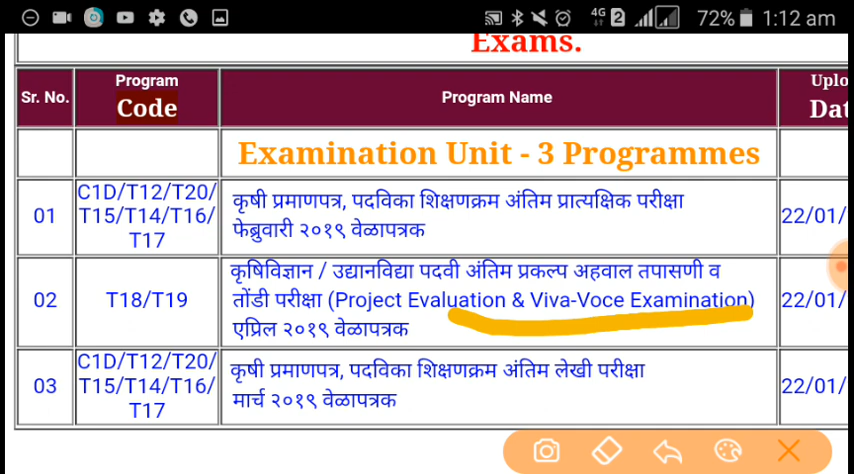 4G 2 72% 1:12 am
Exams.
Sr. No.
Program
Code
Program Name
Uplo
Dat
Examination Unit - 3 Programmes
01
C1D/T12/T20/
T15/T14/T16/
T17
कृषी प्रमाणपत्र, पदविका शिक्षणक्रम अंतिम प्रात्यक्षिक परीक्षा
फेब्रुवारी २०१९ वेळापत्रक
22/01/
02
T18/T19
कृषिविज्ञान / उद्यानविद्या पदवी अंतिम प्रकल्प अहवाल तपासणी व
तोंडी परीक्षा (Project Evaluation & Viva-Voce Examination)
एप्रिल २०१९ वेळापत्रक
22/01/
03
C1D/T12/T20/
T15/T14/T16/
T17
कृषी प्रमाणपत्र, पदविका शिक्षणक्रम अंतिम लेखी परीक्षा
मार्च २०१९ वेळापत्रक
22/01/